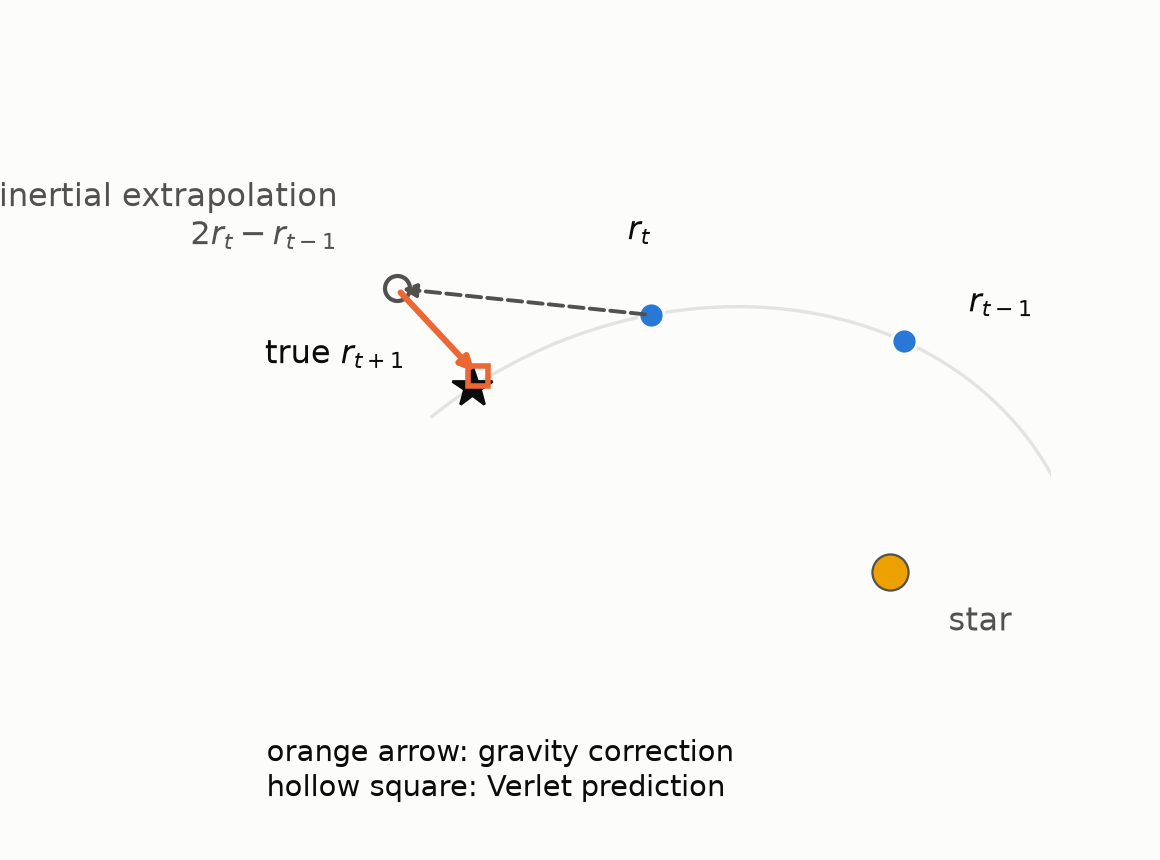 inertial extrapolation
2r_t − r_{t−1}
r_t
r_{t−1}
true r_{t+1}
star
orange arrow: gravity correction
hollow square: Verlet prediction